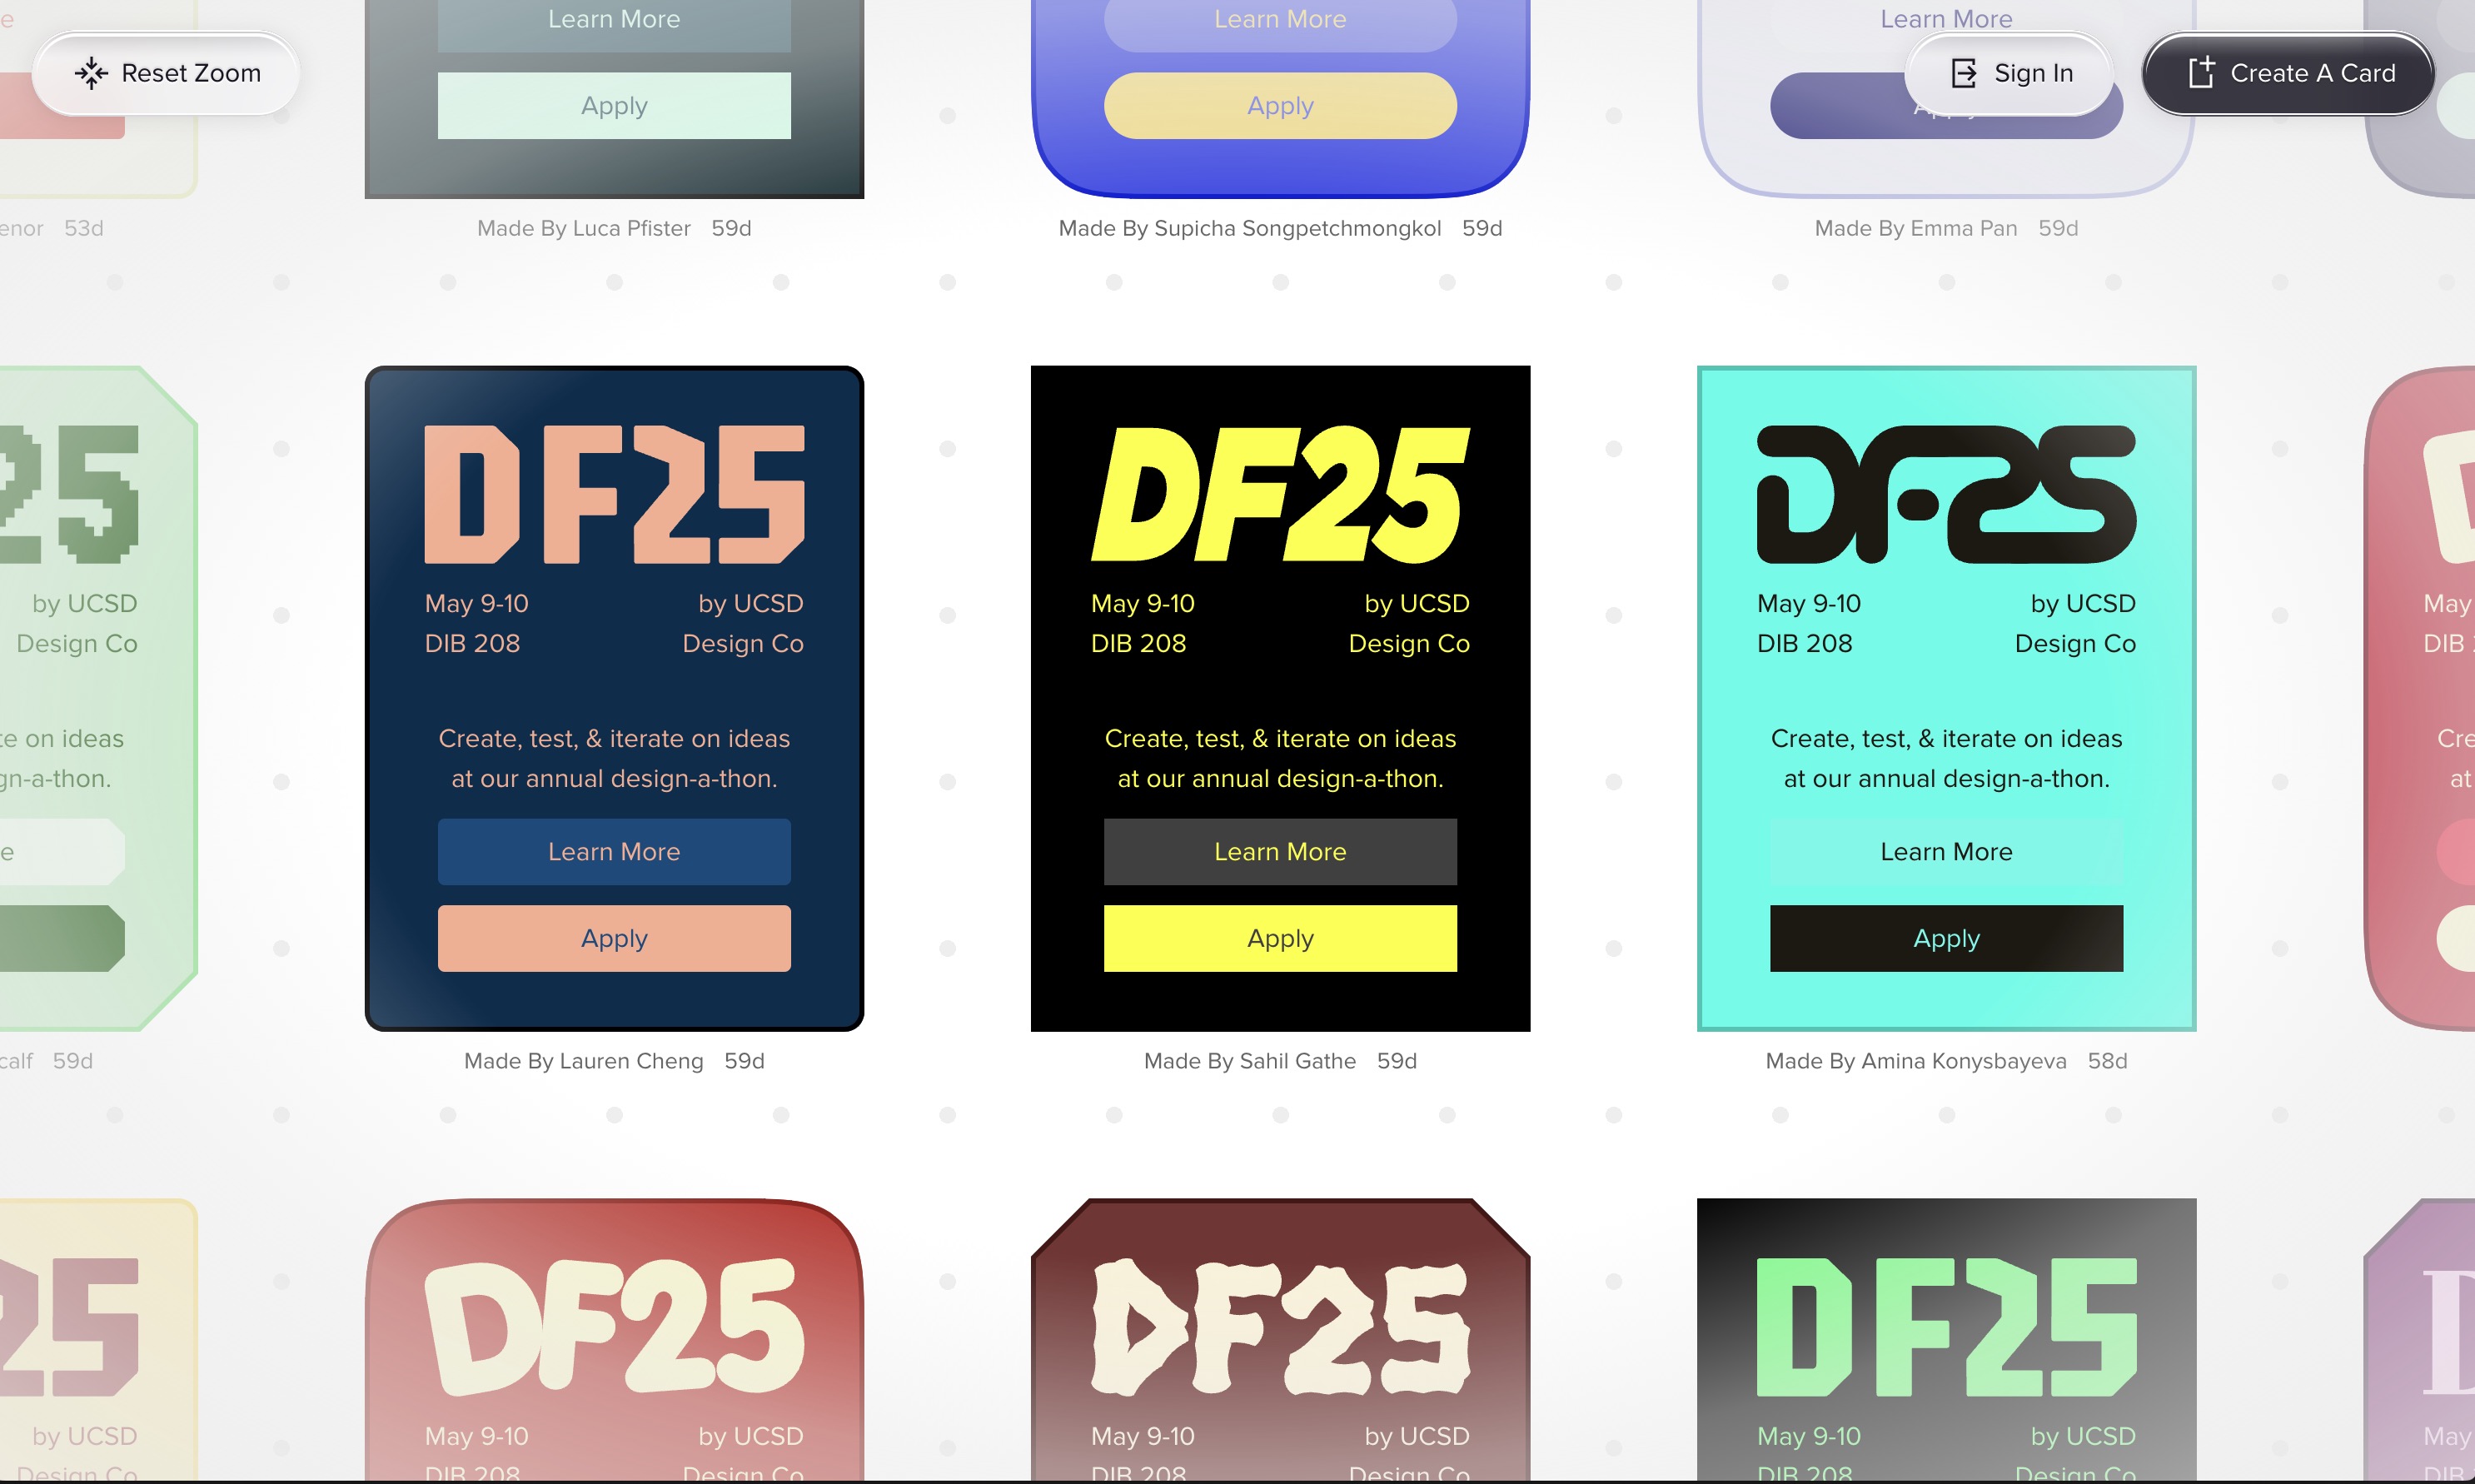 Reset Zoom
Sign In
Create A Card
Learn More
Apply
Made By Luca Pfister 59d
Learn More
Apply
Made By Supicha Songpetchmongkol 59d
Learn More
Made By Emma Pan 59d
53d
25
by UCSD
Design Co
on ideas
59d
DF25
May 9-10 by UCSD
DIB 208 Design Co
Create, test, & iterate on ideas
at our annual design-a-thon.
Learn More
Apply
Made By Lauren Cheng 59d
DF25
May 9-10 by UCSD
DIB 208 Design Co
Create, test, & iterate on ideas
at our annual design-a-thon.
Learn More
Apply
Made By Sahil Gathe 59d
DF25
May 9-10 by UCSD
DIB 208 Design Co
Create, test, & iterate on ideas
at our annual design-a-thon.
Learn More
Apply
Made By Amina Konysbayeva 58d
May
DIB
at
25
by UCSD
Design Co
DF25
May 9-10 by UCSD
DIB 208 Design Co
DF25
May 9-10 by UCSD
DIB 208 Design Co
DF25
May 9-10 by UCSD
DIB 208 Design Co
May
DIB